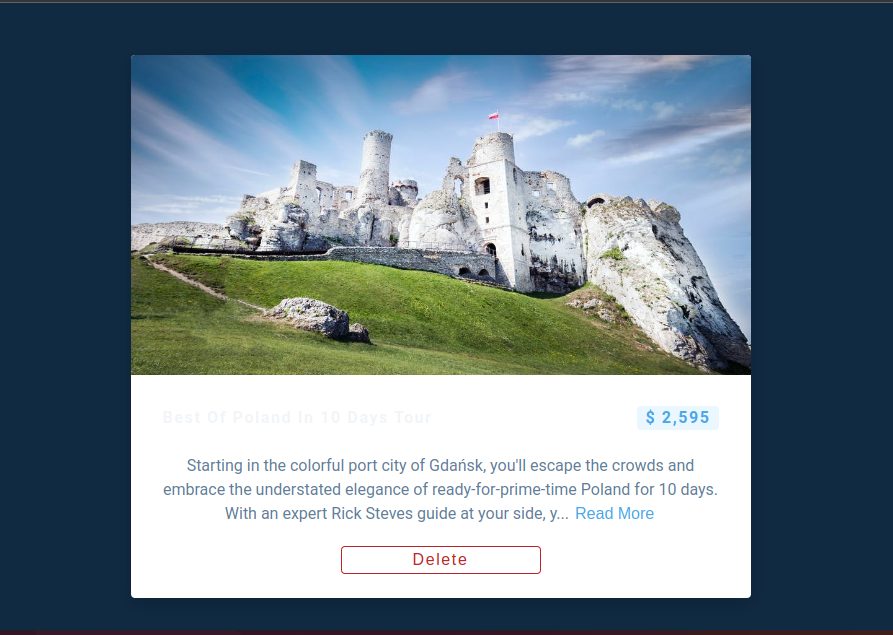 Best Of Poland In 10 Days Tour
$ 2,595
Starting in the colorful port city of Gdańsk, you'll escape the crowds and
embrace the understated elegance of ready-for-prime-time Poland for 10 days.
With an expert Rick Steves guide at your side, y... Read More
Delete